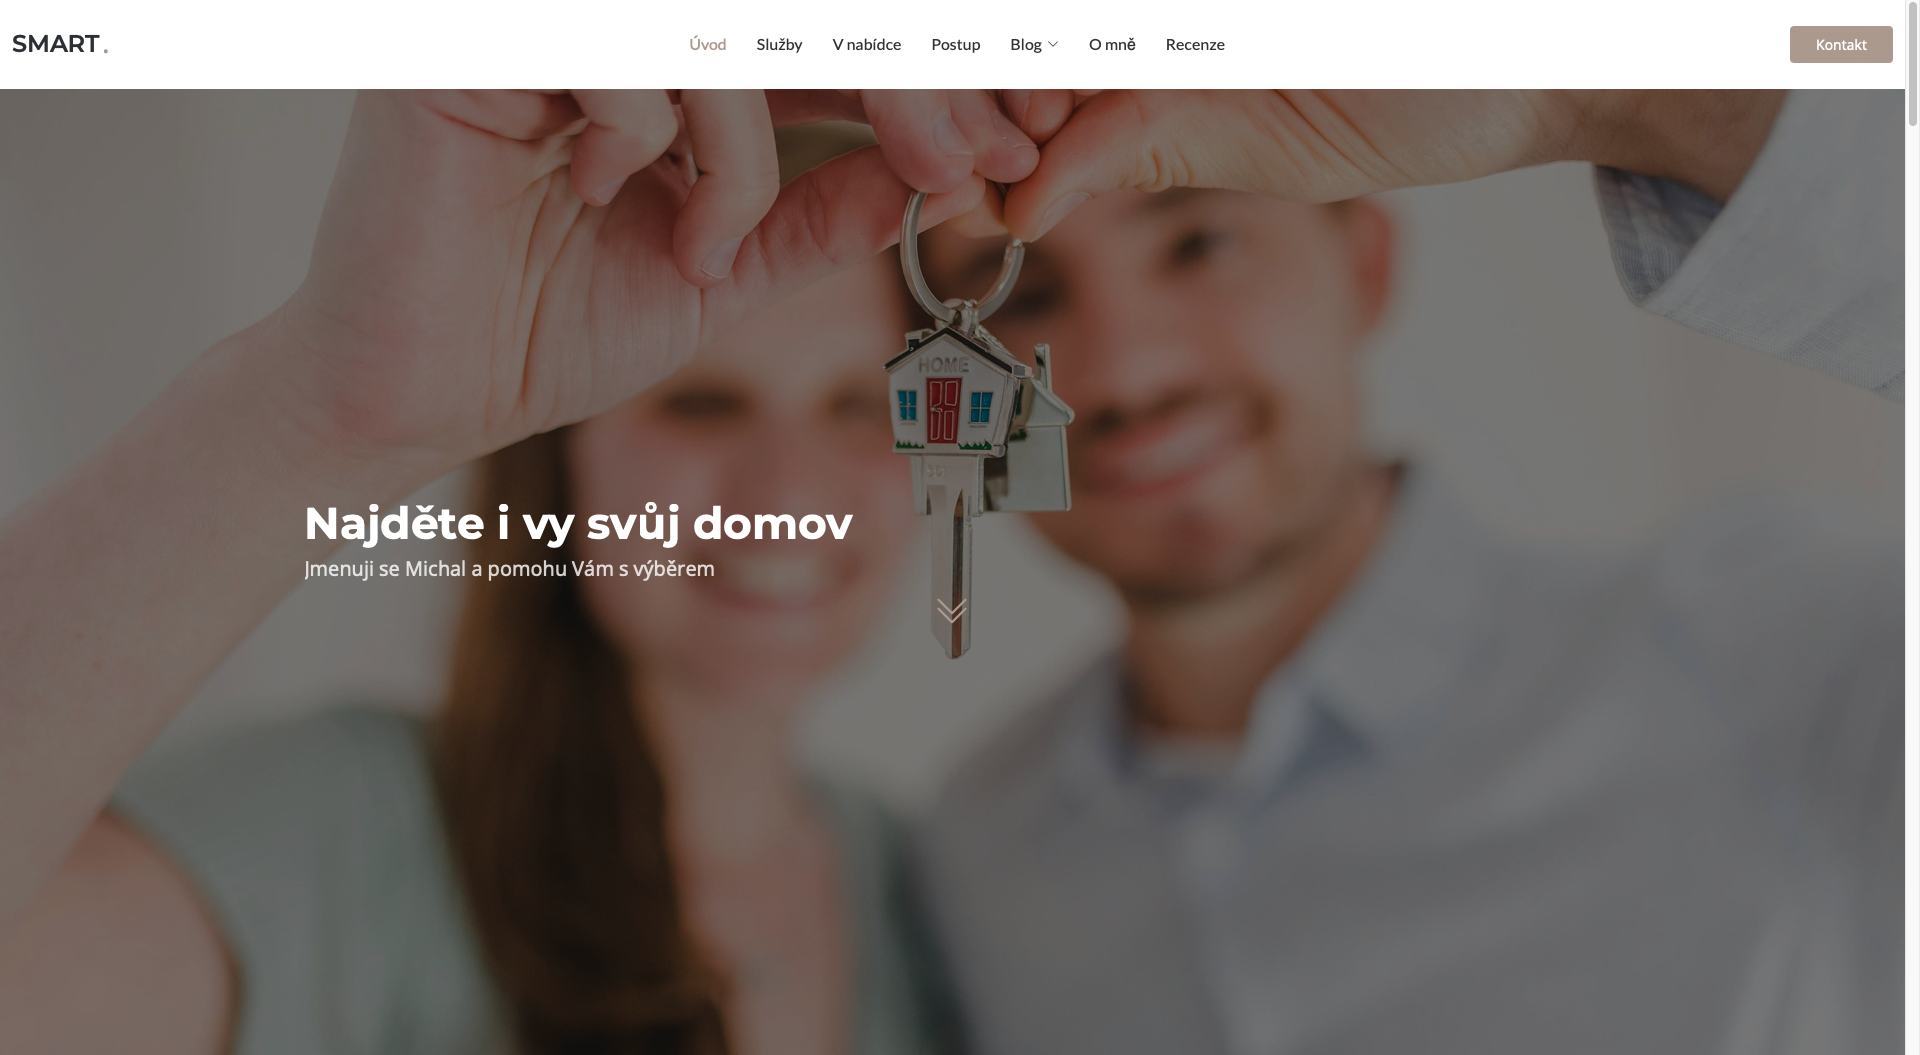 SMART.
Úvod
Služby
V nabídce
Postup
Blog
O mně
Recenze
Kontakt
HOME
Najděte i vy svůj domov
Jmenuji se Michal a pomohu Vám s výběrem